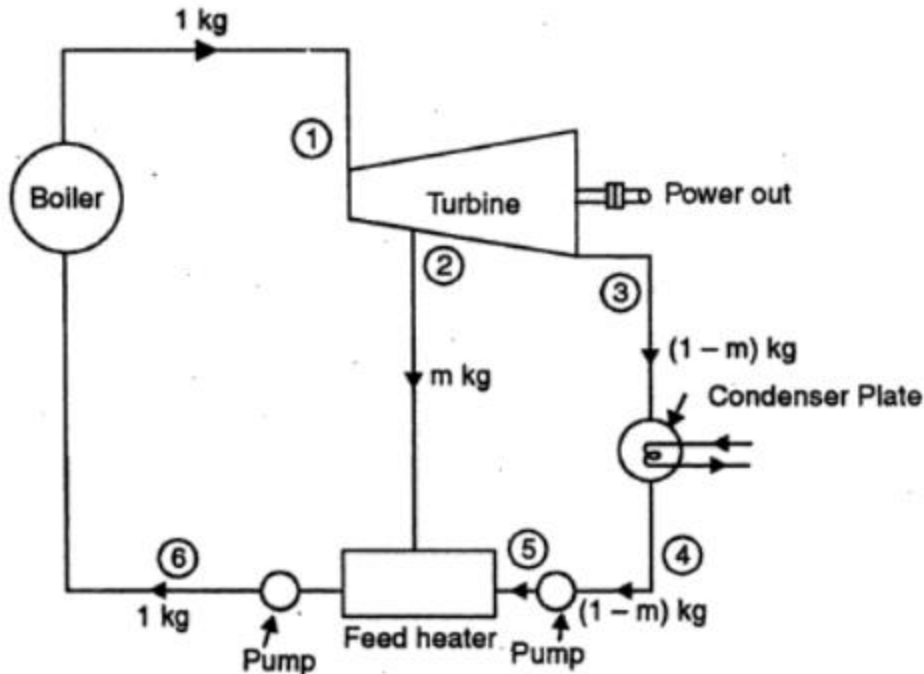 1 kg
1
Boiler
Turbine
Power out
2
3
(1 – m) kg
m kg
Condenser Plate
6
5
4
1 kg
(1 – m) kg
Feed heater
Pump
Pump